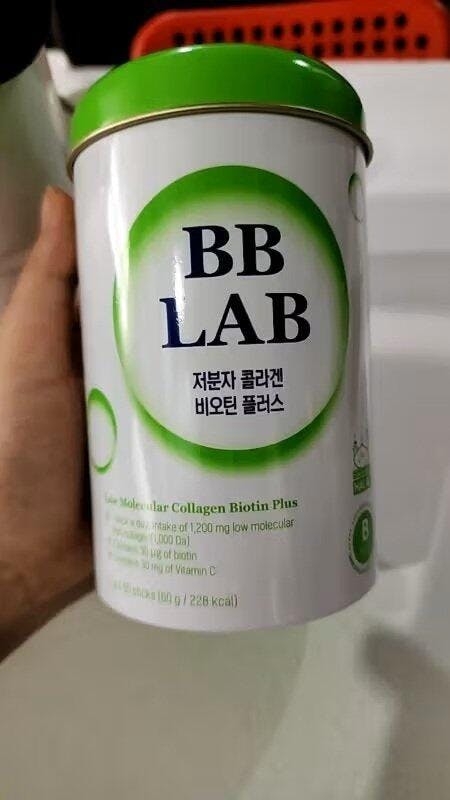 BB
LAB
저분자 콜라겐
비오틴 플러스
Low Molecular Collagen Biotin Plus
intake of 1,200 mg low molecular
(1,000 Da)
of biotin
30 mg of Vitamin C
sticks (60 g / 228 kcal)
B